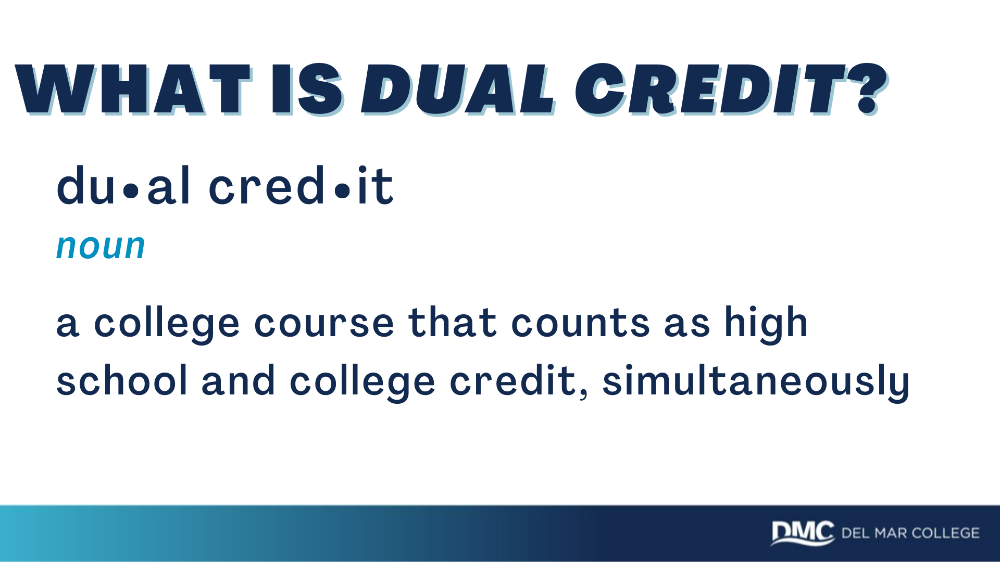 WHAT IS DUAL CREDIT?
du•al cred•it
noun
a college course that counts as high
school and college credit, simultaneously
DMC DEL MAR COLLEGE